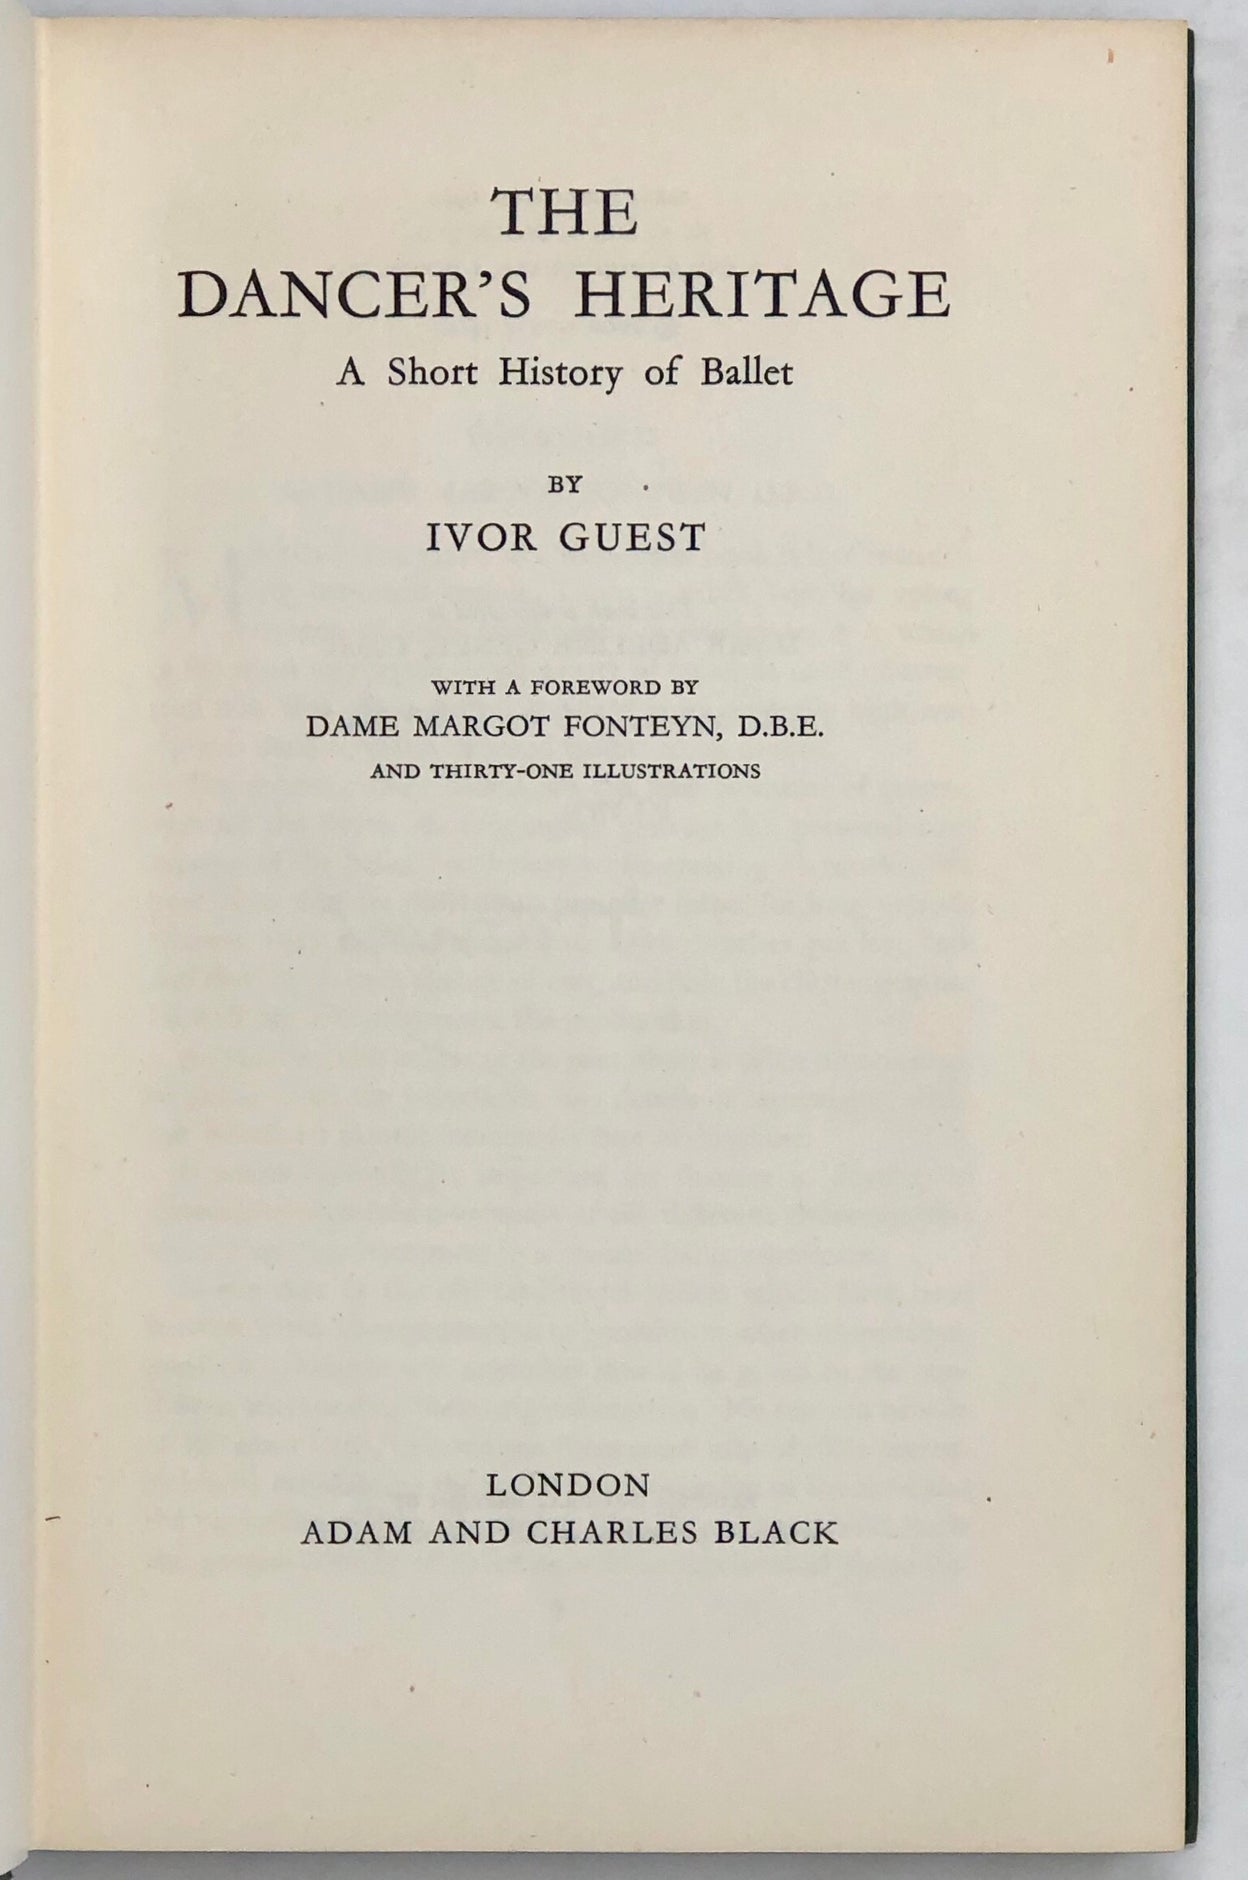 THE
DANCER’S HERITAGE
A Short History of Ballet
BY
IVOR GUEST
WITH A FOREWORD BY
DAME MARGOT FONTEYN, D.B.E.
AND THIRTY-ONE ILLUSTRATIONS
LONDON
ADAM AND CHARLES BLACK